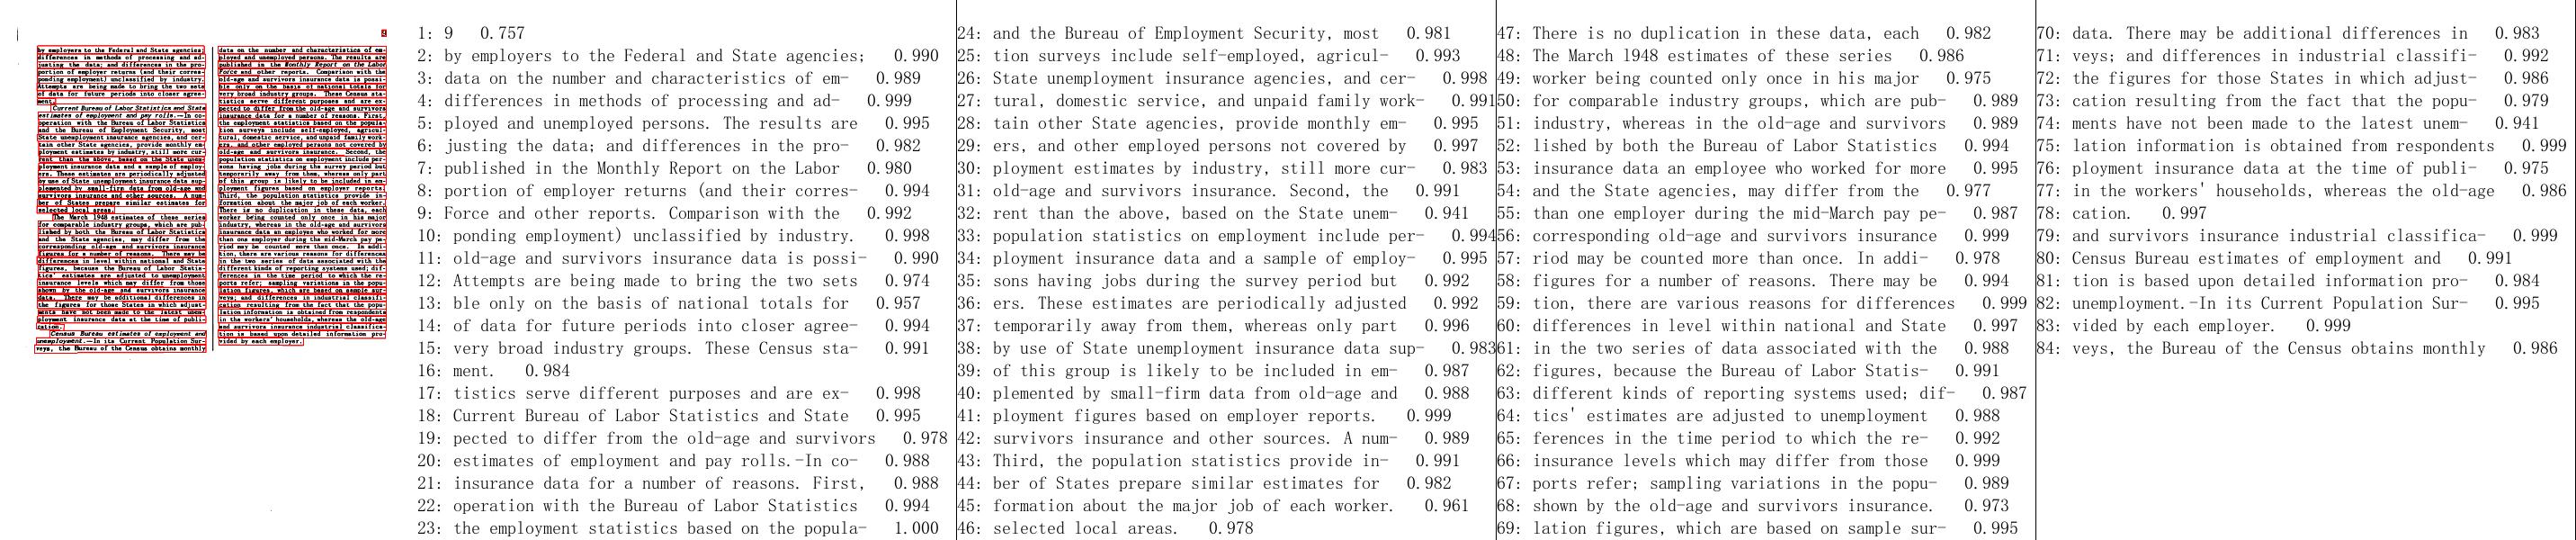 1: 9 0.757
2: by employers to the Federal and State agencies; 0.990
3: data on the number and characteristics of em- 0.989
4: differences in methods of processing and ad- 0.999
5: ployed and unemployed persons. The results are 0.995
6: justing the data; and differences in the pro- 0.982
7: published in the Monthly Report on the Labor 0.980
8: portion of employer returns (and their corres- 0.994
9: Force and other reports. Comparison with the 0.992
10: ponding employment) unclassified by industry. 0.998
11: old-age and survivors insurance data is possi- 0.990
12: Attempts are being made to bring the two sets 0.974
13: ble only on the basis of national totals for 0.957
14: of data for future periods into closer agree- 0.994
15: very broad industry groups. These Census sta- 0.991
16: ment. 0.984
17: tistics serve different purposes and are ex- 0.998
18: Current Bureau of Labor Statistics and State 0.995
19: pected to differ from the old-age and survivors 0.978
20: estimates of employment and pay rolls.-In co- 0.988
21: insurance data for a number of reasons. First, 0.988
22: operation with the Bureau of Labor Statistics 0.994
23: the employment statistics based on the popula- 1.000
24: and the Bureau of Employment Security, most 0.981
25: tion surveys include self-employed, agricul- 0.993
26: State unemployment insurance agencies, and cer- 0.998
27: tural, domestic service, and unpaid family work- 0.991
28: tain other State agencies, provide monthly em- 0.995
29: ers, and other employed persons not covered by 0.997
30: ployment estimates by industry, still more cur- 0.983
31: old-age and survivors insurance. Second, the 0.991
32: rent than the above, based on the State unem- 0.941
33: population statistics on employment include per- 0.994
34: ployment insurance data and a sample of employ- 0.995
35: sons having jobs during the survey period but 0.992
36: ers. These estimates are periodically adjusted 0.992
37: temporarily away from them, whereas only part 0.996
38: by use of State unemployment insurance data sup- 0.983
39: of this group is likely to be included in em- 0.987
40: plemented by small-firm data from old-age and 0.988
41: ployment figures based on employer reports. 0.999
42: survivors insurance and other sources. A num- 0.989
43: Third, the population statistics provide in- 0.991
44: ber of States prepare similar estimates for 0.982
45: formation about the major job of each worker. 0.961
46: selected local areas. 0.978
47: There is no duplication in these data, each 0.982
48: The March 1948 estimates of these series 0.986
49: worker being counted only once in his major 0.975
50: for comparable industry groups, which are pub- 0.989
51: industry, whereas in the old-age and survivors 0.989
52: lished by both the Bureau of Labor Statistics 0.994
53: insurance data an employee who worked for more 0.995
54: and the State agencies, may differ from the 0.977
55: than one employer during the mid-March pay pe- 0.987
56: corresponding old-age and survivors insurance 0.999
57: riod may be counted more than once. In addi- 0.978
58: figures for a number of reasons. There may be 0.994
59: tion, there are various reasons for differences 0.999
60: differences in level within national and State 0.997
61: in the two series of data associated with the 0.988
62: figures, because the Bureau of Labor Statis- 0.991
63: different kinds of reporting systems used; dif- 0.987
64: tics' estimates are adjusted to unemployment 0.988
65: ferences in the time period to which the re- 0.992
66: insurance levels which may differ from those 0.999
67: ports refer; sampling variations in the popu- 0.989
68: shown by the old-age and survivors insurance. 0.973
69: lation figures, which are based on sample sur- 0.995
70: data. There may be additional differences in 0.983
71: veys; and differences in industrial classifi- 0.992
72: the figures for those States in which adjust- 0.986
73: cation resulting from the fact that the popu- 0.979
74: ments have not been made to the latest unem- 0.941
75: lation information is obtained from respondents 0.999
76: ployment insurance data at the time of publi- 0.975
77: in the workers' households, whereas the old-age 0.986
78: cation. 0.997
79: and survivors insurance industrial classifica- 0.999
80: Census Bureau estimates of employment and 0.991
81: tion is based upon detailed information pro- 0.984
82: unemployment.-In its Current Population Sur- 0.995
83: vided by each employer. 0.999
84: veys, the Bureau of the Census obtains monthly 0.986